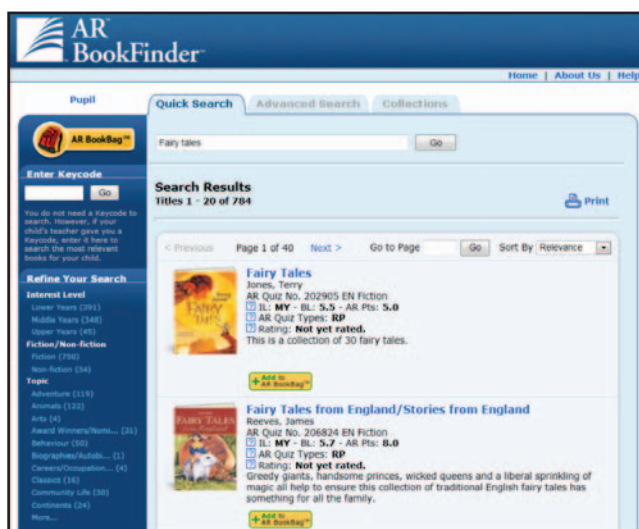 AR
BookFinder™
Home | About Us | Help
Pupil
AR BookBag™
Enter Keycode
Go
You do not need a Keycode to
search. However, if your
child's teacher gave you a
Keycode, enter it here to
search the most relevant
books for your child.
Refine Your Search
Interest Level
Lower Years (391)
Middle Years (348)
Upper Years (45)
Fiction/Non-fiction
Fiction (750)
Non-fiction (34)
Topic
Adventure (119)
Animals (122)
Arts (4)
Award Winners/Nomi... (31)
Behaviour (50)
Biographies/Autobi... (1)
Careers/Occupation... (4)
Classics (16)
Community Life (30)
Continents (24)
More...
Quick Search
Advanced Search
Collections
Fairy tales
Go
Search Results
Titles 1 - 20 of 784
Print
< Previous Page 1 of 40 Next > Go to Page Go Sort By Relevance
FAIRY TALES
Fairy Tales
Jones, Terry
AR Quiz No. 202905 EN Fiction
? IL: MY - BL: 5.5 - AR Pts: 5.0
? AR Quiz Types: RP
? Rating: Not yet rated.
This is a collection of 30 fairy tales.
+ Add to
AR BookBag™
FAIRY TALES
from England
Fairy Tales from England/Stories from England
Reeves, James
AR Quiz No. 206824 EN Fiction
? IL: MY - BL: 5.7 - AR Pts: 8.0
? AR Quiz Types: RP
? Rating: Not yet rated.
Greedy giants, handsome princes, wicked queens and a liberal sprinkling of
magic all help to ensure this collection of traditional English fairy tales has
something for all the family.
+ Add to
AR BookBag™